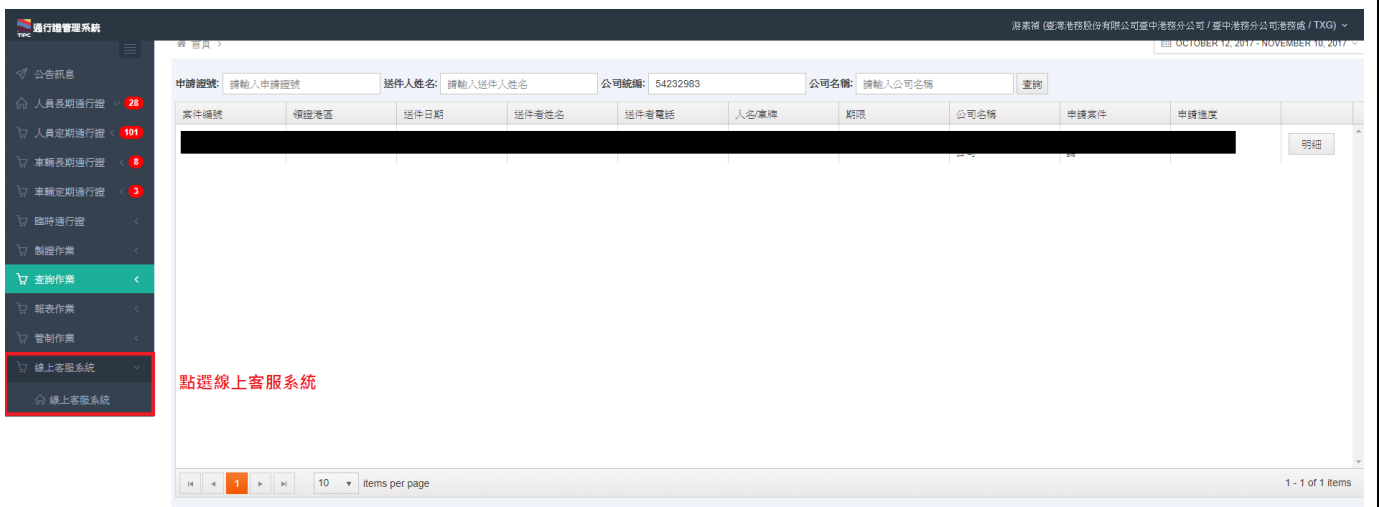 TIPC
通行證管理系統
游素禎 (臺灣港務股份有限公司臺中港務分公司 / 臺中港務分公司港務處 / TXG)
首頁
OCTOBER 12, 2017 - NOVEMBER 10, 2017
公告訊息
人員長期通行證 28
人員定期通行證 101
車輛長期通行證 8
車輛定期通行證 3
臨時通行證
製證作業
查詢作業
報表作業
管制作業
線上客服系統
線上客服系統
申請證號: 請輸入申請證號 送件人姓名: 請輸入送件人姓名 公司統編: 54232983 公司名稱: 請輸入公司名稱 查詢
案件編號 領證港區 送件日期 送件者姓名 送件者電話 人名/車牌 期限 公司名稱 申請案件 申請進度
明細
點選線上客服系統
1 10 items per page 1 - 1 of 1 items